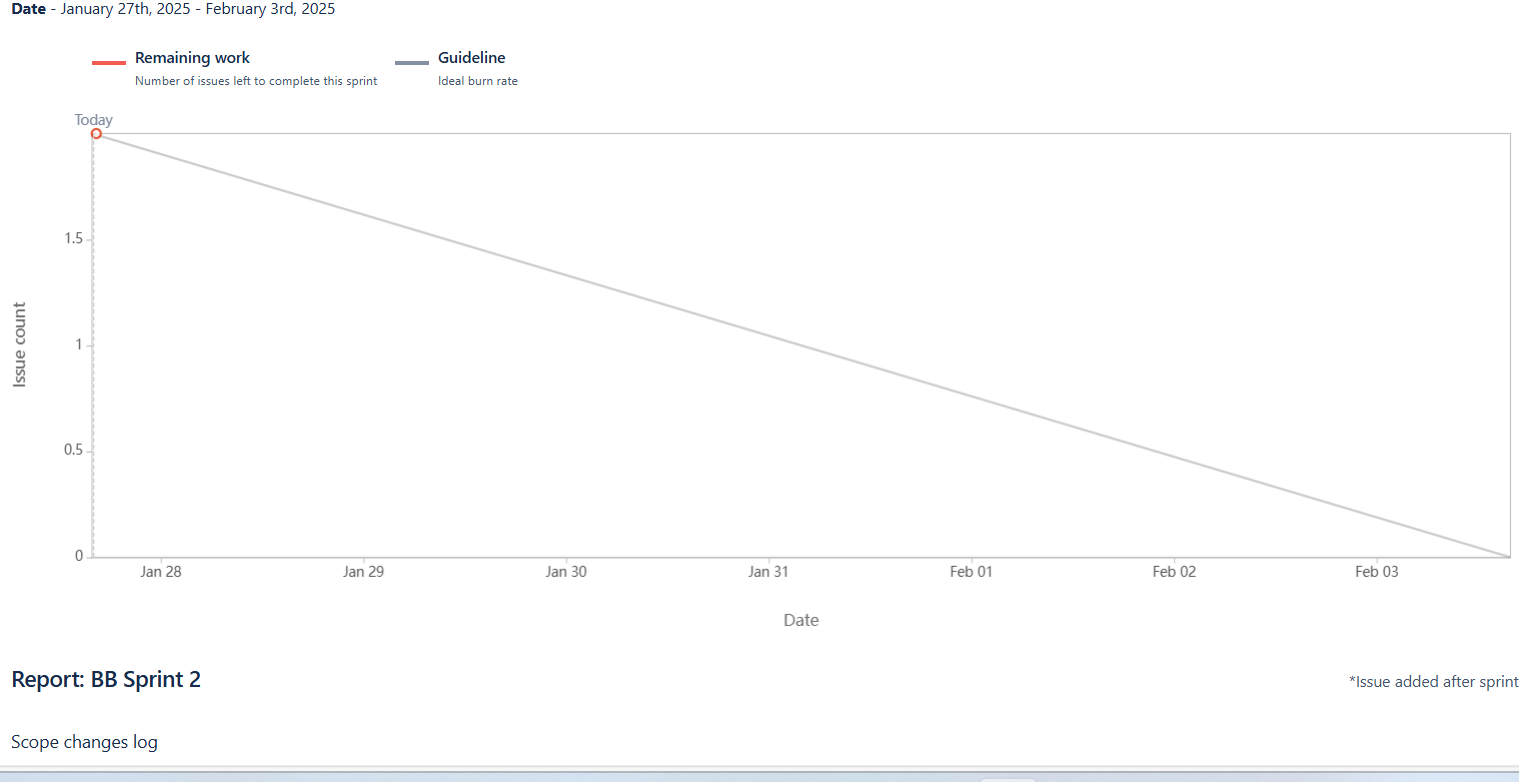 Date - January 27th, 2025 - February 3rd, 2025
Remaining work
Number of issues left to complete this sprint
Guideline
Ideal burn rate
Today
1.5
1
0.5
0
Issue count
Jan 28 Jan 29 Jan 30 Jan 31 Feb 01 Feb 02 Feb 03
Date
Report: BB Sprint 2
*Issue added after sprint
Scope changes log